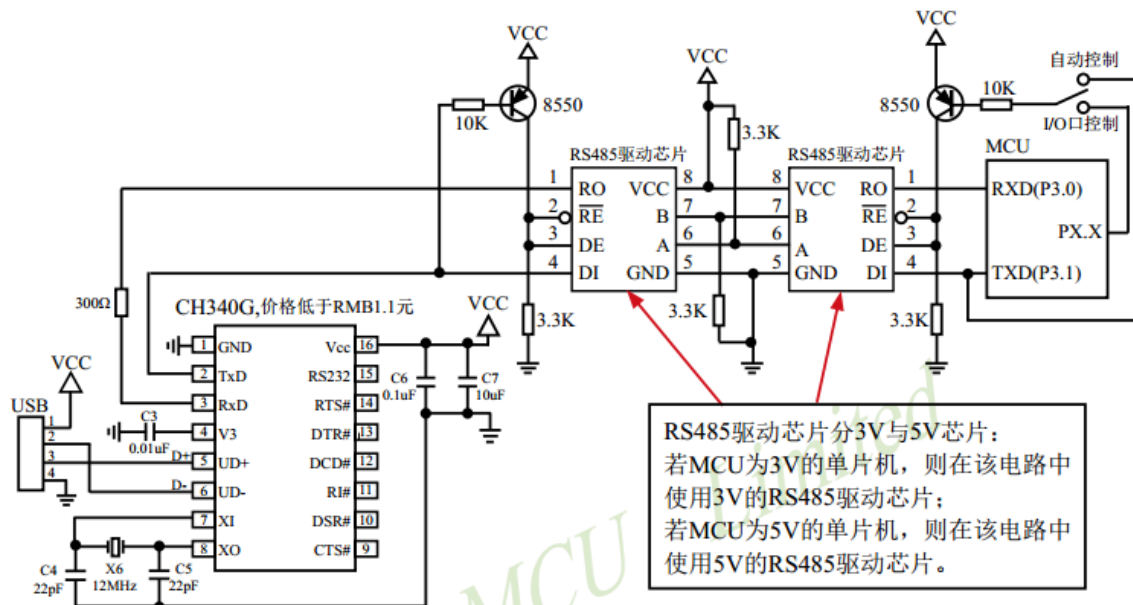 VCC
VCC
VCC
自动控制
10K
8550
8550
10K
I/O口控制
3.3K
MCU
RS485驱动芯片
RS485驱动芯片
1 RO VCC 8
8 VCC RO 1
RXD(P3.0)
2 RE B 7
7 B RE 2
PX.X
3 DE A 6
6 A DE 3
4 DI GND 5
5 GND DI 4
TXD(P3.1)
300Ω
3.3K
3.3K
3.3K
CH340G,价格低于RMB1.1元
VCC
1 GND Vcc 16
2 TxD RS232 15
3 RxD RTS# 14
4 V3 DTR# 13
5 UD+ DCD# 12
6 UD- RI# 11
7 XI DSR# 10
8 XO CTS# 9
C6
0.1uF
C7
10uF
VCC
USB
1
2
3
4
C3
0.01uF
D+
D-
C4
22pF
X6
12MHz
C5
22pF
RS485驱动芯片分3V与5V芯片：
若MCU为3V的单片机，则在该电路中
使用3V的RS485驱动芯片；
若MCU为5V的单片机，则在该电路中
使用5V的RS485驱动芯片。
MCU Limited